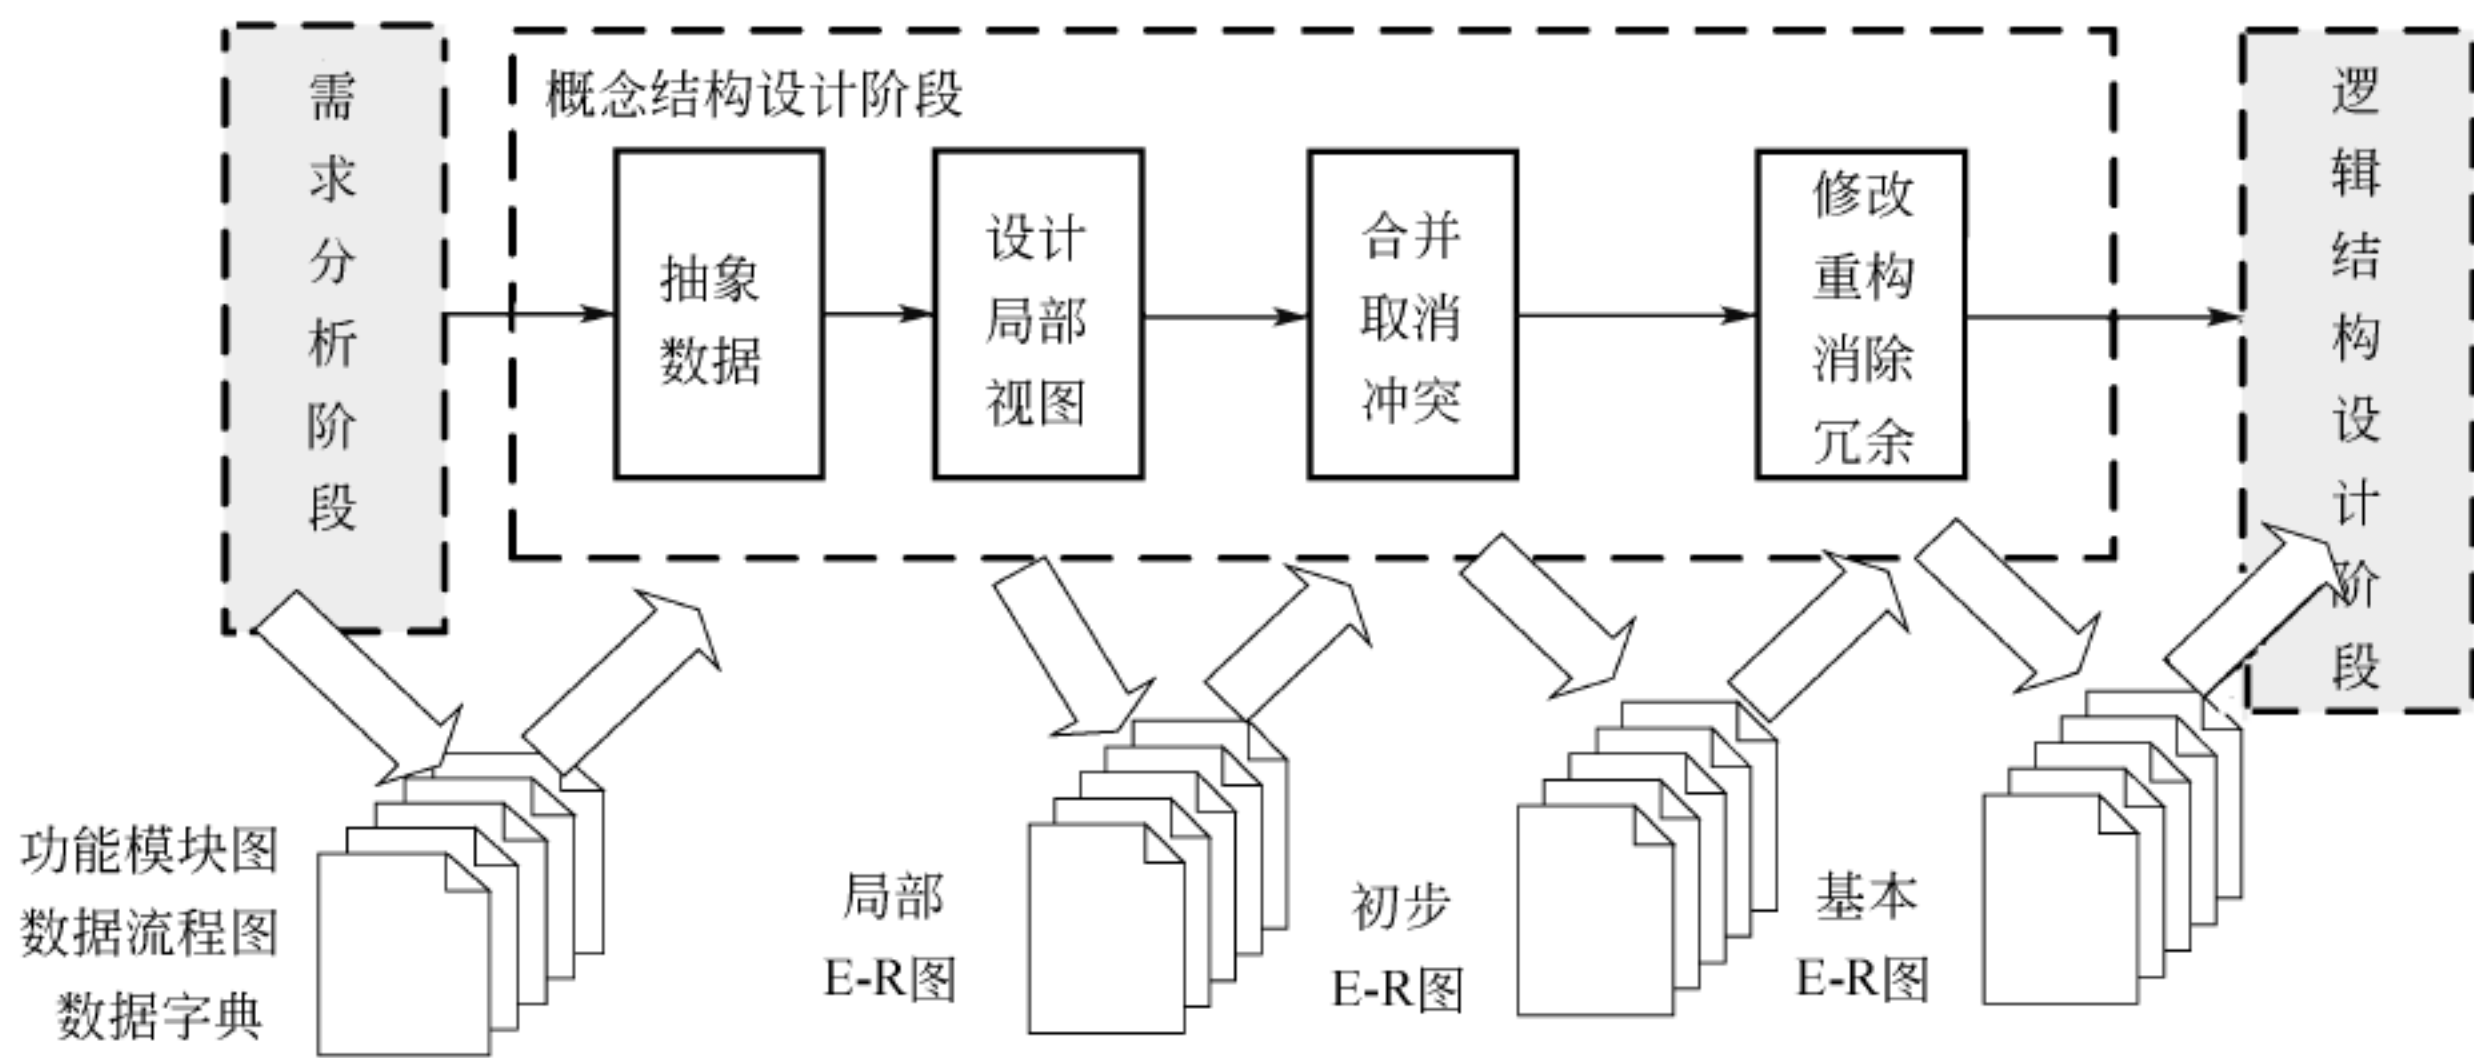 需
求
分
析
阶
段
概念结构设计阶段
抽象
数据
设计
局部
视图
合并
取消
冲突
修改
重构
消除
冗余
逻
辑
结
构
设
计
阶
段
功能模块图
数据流程图
数据字典
局部
E-R图
初步
E-R图
基本
E-R图